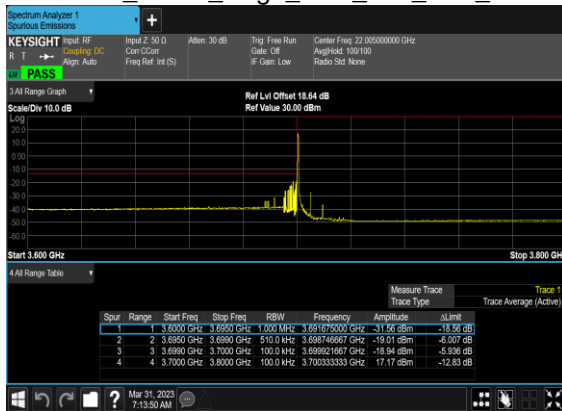 Spectrum Analyzer 1
Spurious Emissions
+
KEYSIGHT Input: RF Input Z: 50 Ω Atten: 30 dB Trig: Free Run Center Freq: 22.005000000 GHz
R T Coupling: DC Corr CCorr Gate: Off Avg|Hold: 100/100
Align: Auto Freq Ref: Int (S) IF Gain: Low Radio Std: None
PASS
3 All Range Graph
Ref Lvl Offset 18.64 dB
Scale/Div 10.0 dB Ref Value 30.00 dBm
Log
20.0
10.0
0.00
-10.0
-20.0
-30.0
-40.0
-50.0
-60.0
Start 3.600 GHz Stop 3.800 GH
4 All Range Table
Measure Trace Trace 1
Trace Type Trace Average (Active)
Spur Range Start Freq Stop Freq RBW Frequency Amplitude ΔLimit
1 1 3.6000 GHz 3.6950 GHz 1.000 MHz 3.691675000 GHz -31.56 dBm -18.56 dB
2 2 3.6950 GHz 3.6990 GHz 510.0 kHz 3.698746667 GHz -19.01 dBm -6.007 dB
3 3 3.6990 GHz 3.7000 GHz 100.0 kHz 3.699921667 GHz -18.94 dBm -5.936 dB
4 4 3.7000 GHz 3.8000 GHz 100.0 kHz 3.700333333 GHz 17.17 dBm -12.83 dB
? Mar 31, 2023
7:13:50 AM